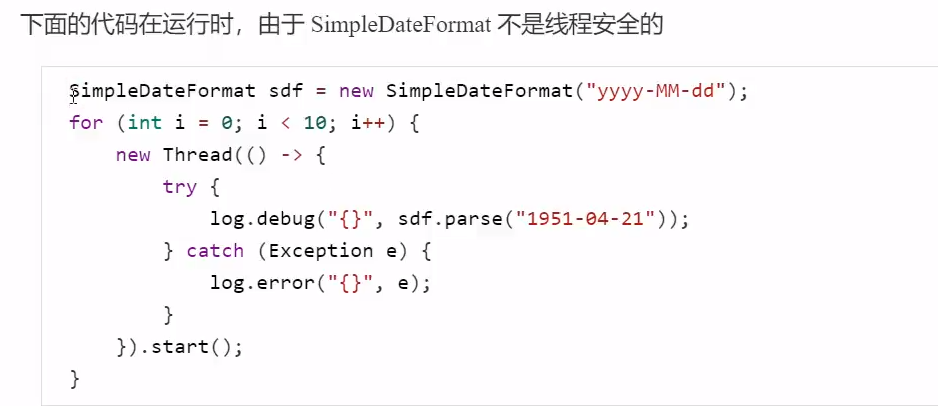 下面的代码在运行时，由于 SimpleDateFormat 不是线程安全的
SimpleDateFormat sdf = new SimpleDateFormat("yyyy-MM-dd");
for (int i = 0; i < 10; i++) {
    new Thread(() -> {
        try {
            log.debug("{}", sdf.parse("1951-04-21"));
        } catch (Exception e) {
            log.error("{}", e);
        }
    }).start();
}